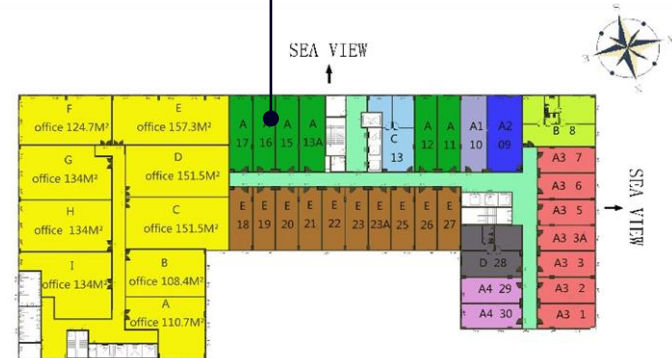 SEA VIEW
F
office 124.7M²
E
office 157.3M²
G
office 134M²
D
office 151.5M²
H
office 134M²
C
office 151.5M²
I
office 134M²
B
office 108.4M²
A
office 110.7M²
A
17
A
16
A
15
A
13A
C
13
A
12
A
11
A1
10
A2
09
B 8
E
18
E
19
E
20
E
21
E
22
E
23
E
23A
E
25
E
26
E
27
D 28
A4 29
A4 30
A3 7
A3 6
A3 5
A3 3A
A3 3
A3 2
A3 1
SEA VIEW